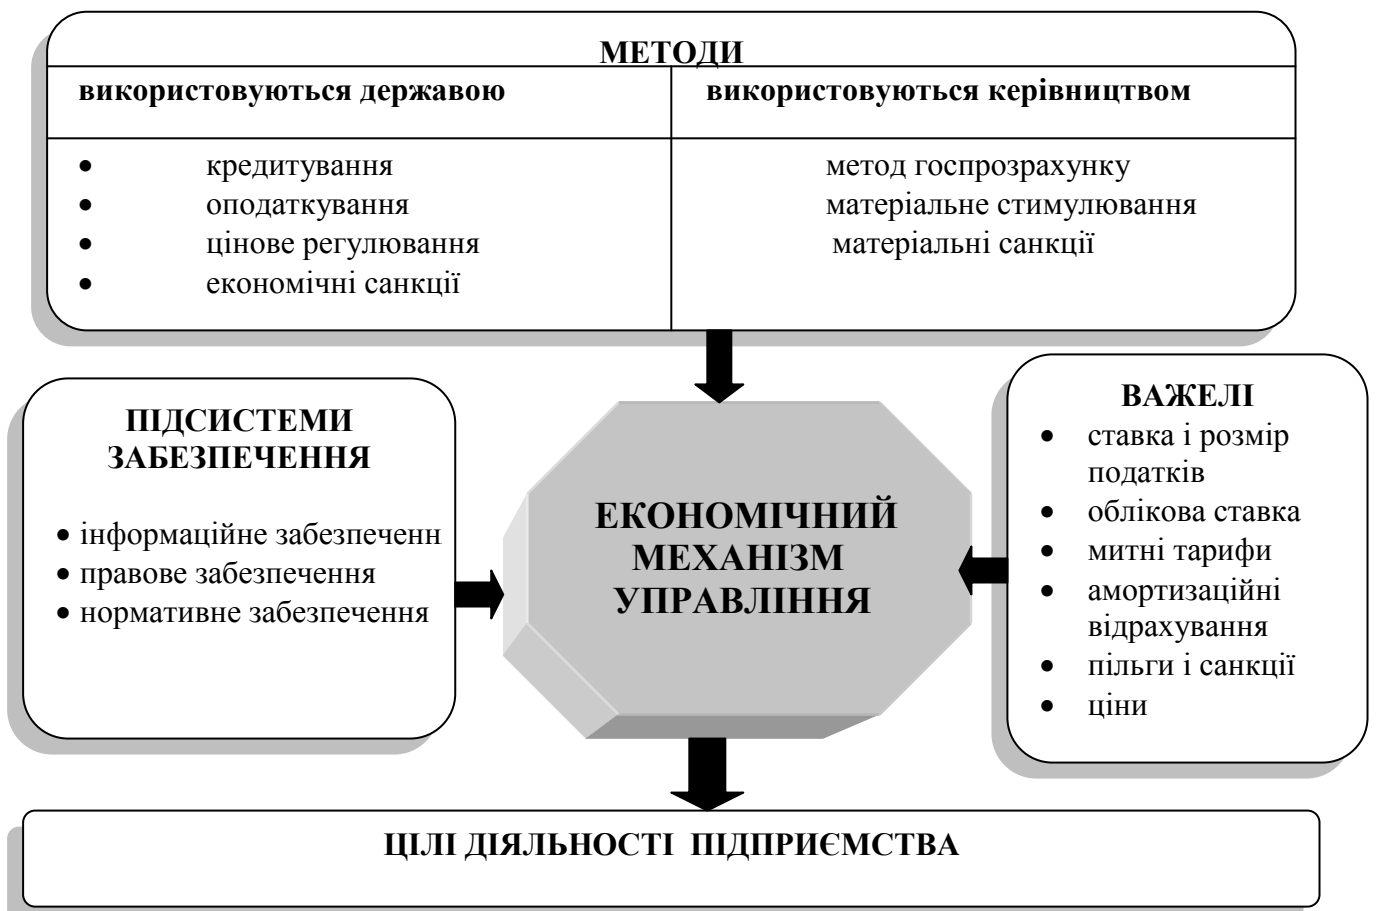 МЕТОДИ
використовуються державою
використовуються керівництвом
• кредитування
• оподаткування
• цінове регулювання
• економічні санкції
метод госпрозрахунку
матеріальне стимулювання
матеріальні санкції
ПІДСИСТЕМИ
ЗАБЕЗПЕЧЕННЯ
• інформаційне забезпеченн
• правове забезпечення
• нормативне забезпечення
ЕКОНОМІЧНИЙ
МЕХАНІЗМ
УПРАВЛІННЯ
ВАЖЕЛІ
• ставка і розмір
податків
• облікова ставка
• митні тарифи
• амортизаційні
відрахування
• пільги і санкції
• ціни
ЦІЛІ ДІЯЛЬНОСТІ ПІДПРИЄМСТВА